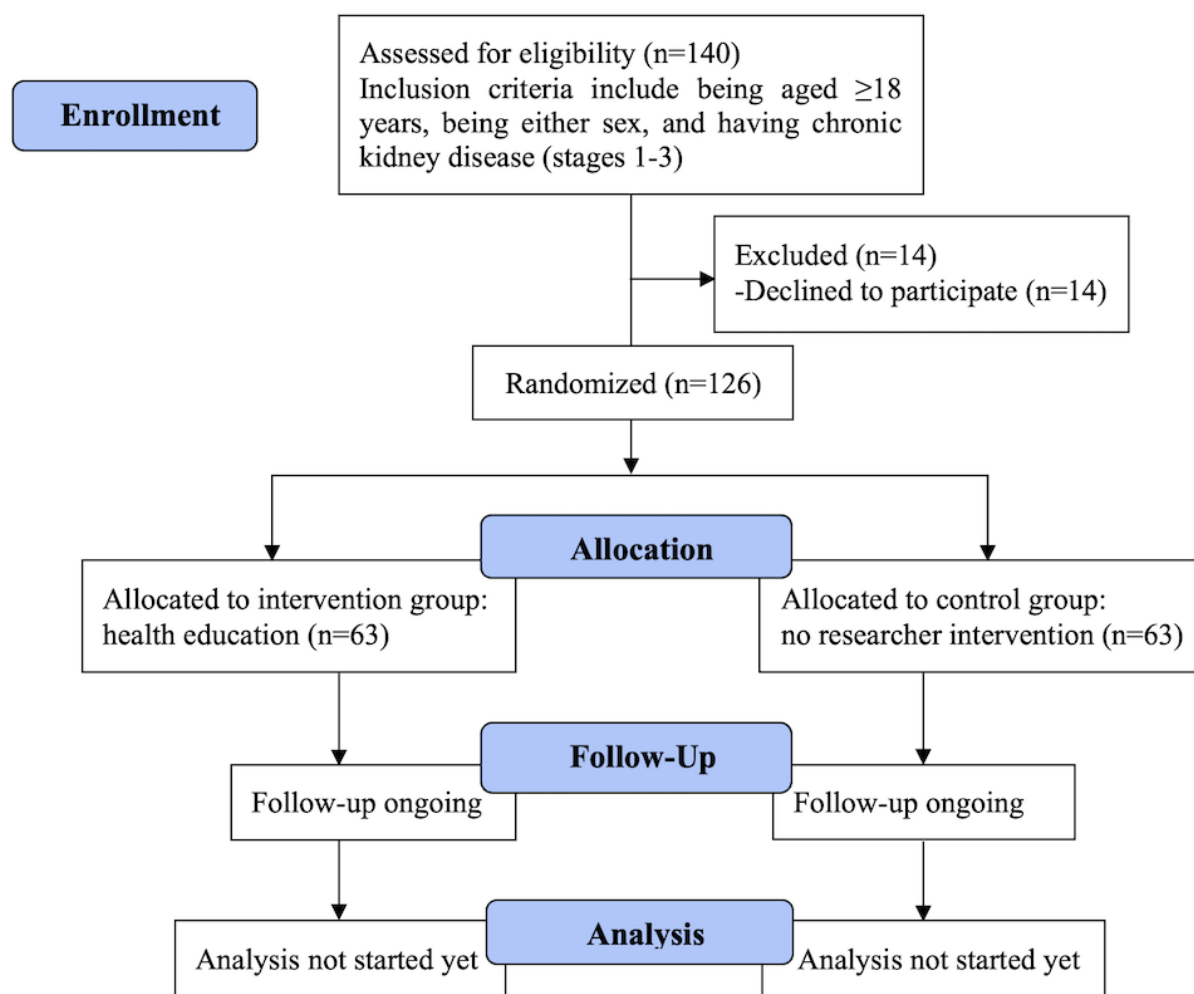 Assessed for eligibility (n=140)
Inclusion criteria include being aged ≥18
years, being either sex, and having chronic
kidney disease (stages 1-3)
Enrollment
Excluded (n=14)
-Declined to participate (n=14)
Randomized (n=126)
Allocation
Allocated to intervention group:
health education (n=63)
Allocated to control group:
no researcher intervention (n=63)
Follow-Up
Follow-up ongoing
Follow-up ongoing
Analysis
Analysis not started yet
Analysis not started yet